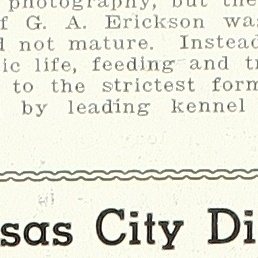 photography, but the
f G. A. Erickson wa
d not mature. Instead
ic life, feeding and t
to the strictest form
by leading kennel
sas City Di